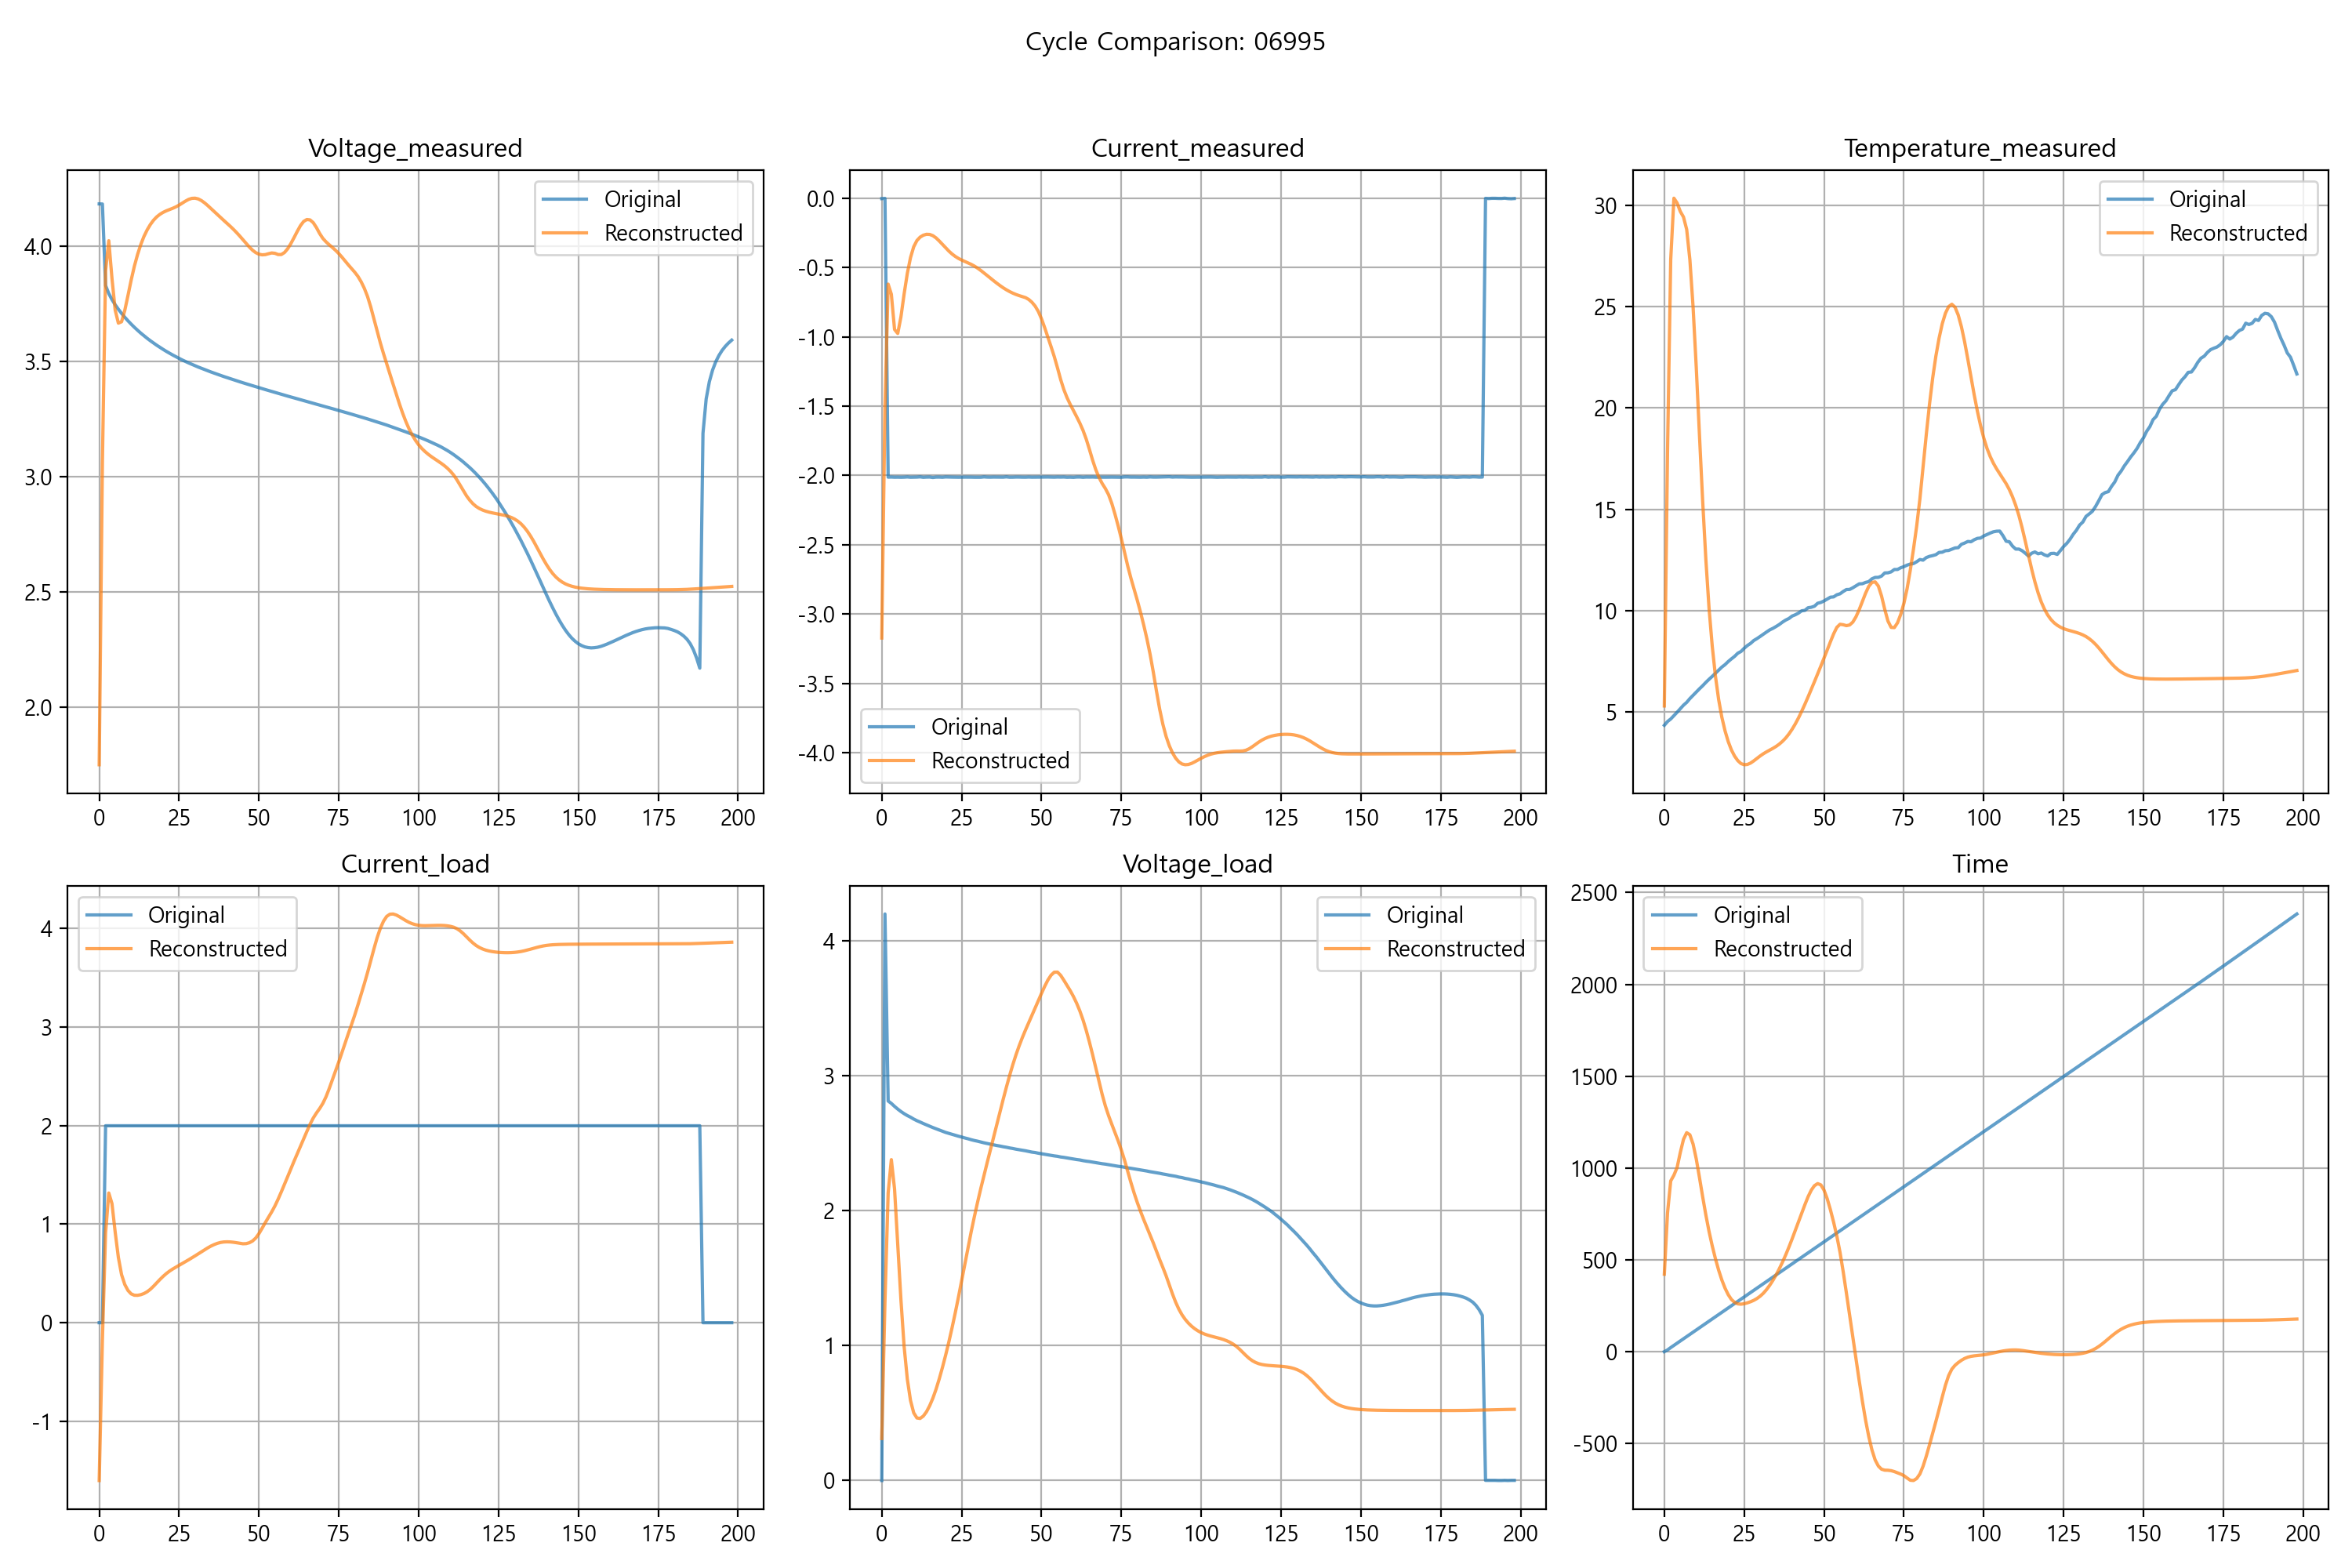 Cycle Comparison: 06995
Voltage_measured
Original
Reconstructed
4.0
3.5
3.0
2.5
2.0
0 25 50 75 100 125 150 175 200
Current_measured
Original
Reconstructed
0.0
-0.5
-1.0
-1.5
-2.0
-2.5
-3.0
-3.5
-4.0
0 25 50 75 100 125 150 175 200
Temperature_measured
Original
Reconstructed
30
25
20
15
10
5
0 25 50 75 100 125 150 175 200
Current_load
Original
Reconstructed
4
3
2
1
0
-1
0 25 50 75 100 125 150 175 200
Voltage_load
Original
Reconstructed
4
3
2
1
0
0 25 50 75 100 125 150 175 200
Time
Original
Reconstructed
2500
2000
1500
1000
500
0
-500
0 25 50 75 100 125 150 175 200